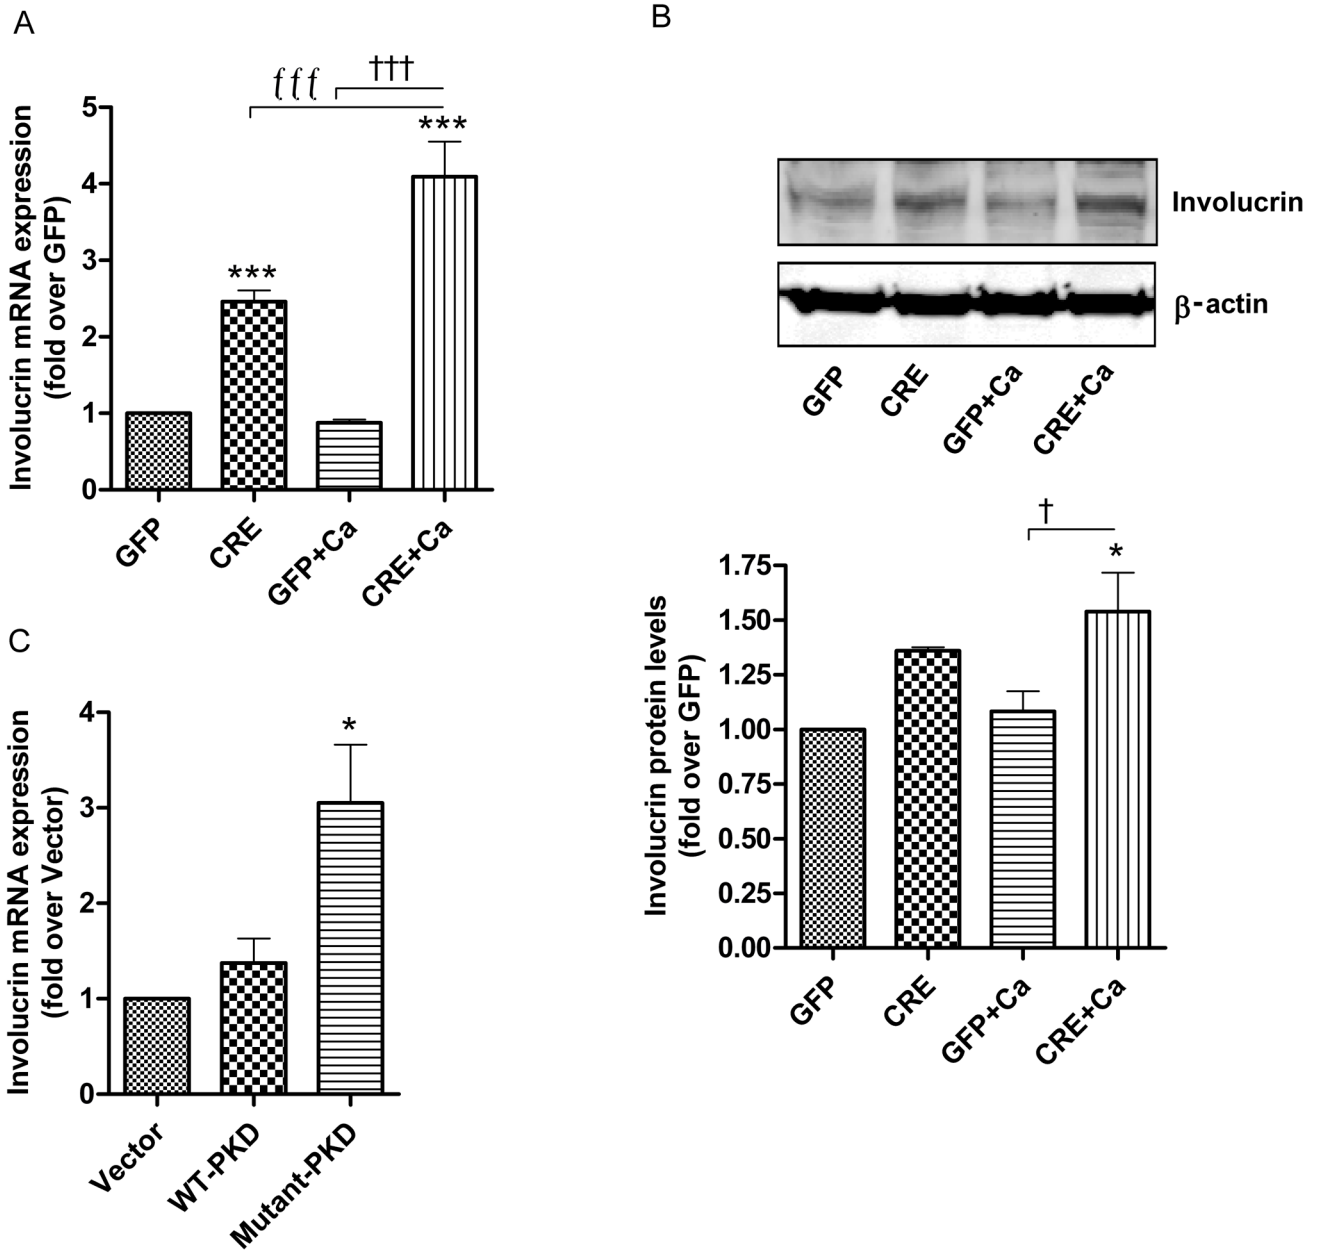 A
ƒƒƒ
†††
5
***
4
***
3
2
1
0
Involucrin mRNA expression
(fold over GFP)
GFP
CRE
GFP+Ca
CRE+Ca
B
Involucrin
β-actin
GFP
CRE
GFP+Ca
CRE+Ca
†
*
1.75
1.50
1.25
1.00
0.75
0.50
0.25
0.00
Involucrin protein levels
(fold over GFP)
GFP
CRE
GFP+Ca
CRE+Ca
C
4
*
3
2
1
0
Involucrin mRNA expression
(fold over Vector)
Vector
WT-PKD
Mutant-PKD